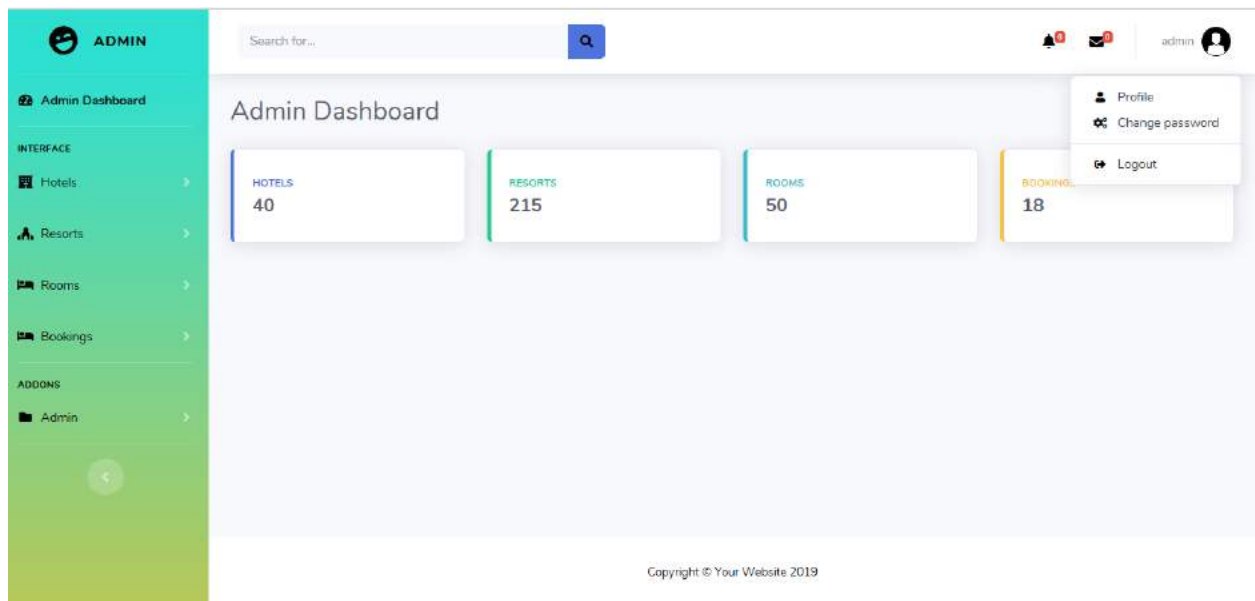 ADMIN
Search for...
admin
Admin Dashboard
Profile
Change password
Logout
Admin Dashboard
INTERFACE
Hotels
Resorts
Rooms
Bookings
ADDONS
Admin
HOTELS
40
RESORTS
215
ROOMS
50
BOOKINGS
18
Copyright © Your Website 2019